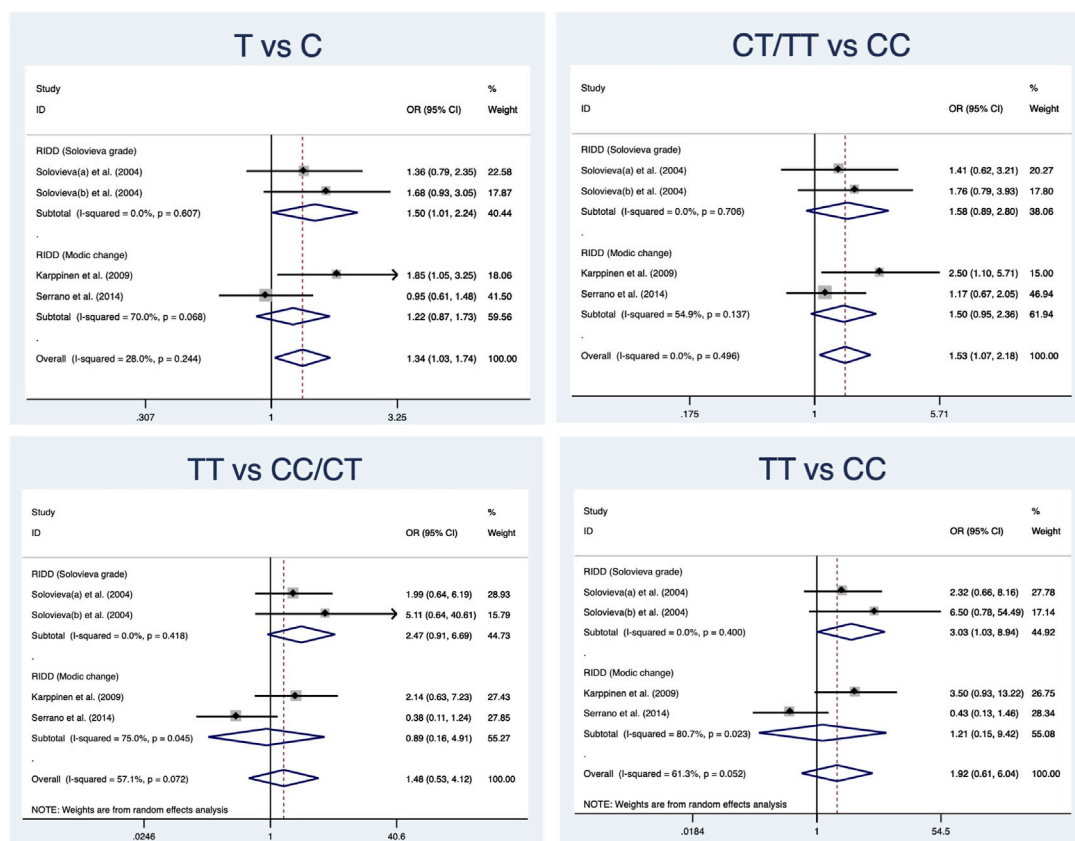 T vs C
Study %
ID OR (95% CI) Weight
RIDD (Solovieva grade)
Solovieva(a) et al. (2004) 1.36 (0.79, 2.35) 22.58
Solovieva(b) et al. (2004) 1.68 (0.93, 3.05) 17.87
Subtotal (I-squared = 0.0%, p = 0.607) 1.50 (1.01, 2.24) 40.44
.
RIDD (Modic change)
Karppinen et al. (2009) 1.85 (1.05, 3.25) 18.06
Serrano et al. (2014) 0.95 (0.61, 1.48) 41.50
Subtotal (I-squared = 70.0%, p = 0.068) 1.22 (0.87, 1.73) 59.56
.
Overall (I-squared = 28.0%, p = 0.244) 1.34 (1.03, 1.74) 100.00
.307 1 3.25
CT/TT vs CC
Study %
ID OR (95% CI) Weight
RIDD (Solovieva grade)
Solovieva(a) et al. (2004) 1.41 (0.62, 3.21) 20.27
Solovieva(b) et al. (2004) 1.76 (0.79, 3.93) 17.80
Subtotal (I-squared = 0.0%, p = 0.706) 1.58 (0.89, 2.80) 38.06
.
RIDD (Modic change)
Karppinen et al. (2009) 2.50 (1.10, 5.71) 15.00
Serrano et al. (2014) 1.17 (0.67, 2.05) 46.94
Subtotal (I-squared = 54.9%, p = 0.137) 1.50 (0.95, 2.36) 61.94
.
Overall (I-squared = 0.0%, p = 0.496) 1.53 (1.07, 2.18) 100.00
.175 1 5.71
TT vs CC/CT
Study %
ID OR (95% CI) Weight
RIDD (Solovieva grade)
Solovieva(a) et al. (2004) 1.99 (0.64, 6.19) 28.93
Solovieva(b) et al. (2004) 5.11 (0.64, 40.61) 15.79
Subtotal (I-squared = 0.0%, p = 0.418) 2.47 (0.91, 6.69) 44.73
.
RIDD (Modic change)
Karppinen et al. (2009) 2.14 (0.63, 7.23) 27.43
Serrano et al. (2014) 0.38 (0.11, 1.24) 27.85
Subtotal (I-squared = 75.0%, p = 0.045) 0.89 (0.16, 4.91) 55.27
.
Overall (I-squared = 57.1%, p = 0.072) 1.48 (0.53, 4.12) 100.00
NOTE: Weights are from random effects analysis
.0246 1 40.6
TT vs CC
Study %
ID OR (95% CI) Weight
RIDD (Solovieva grade)
Solovieva(a) et al. (2004) 2.32 (0.66, 8.16) 27.78
Solovieva(b) et al. (2004) 6.50 (0.78, 54.49) 17.14
Subtotal (I-squared = 0.0%, p = 0.400) 3.03 (1.03, 8.94) 44.92
.
RIDD (Modic change)
Karppinen et al. (2009) 3.50 (0.93, 13.22) 26.75
Serrano et al. (2014) 0.43 (0.13, 1.46) 28.34
Subtotal (I-squared = 80.7%, p = 0.023) 1.21 (0.15, 9.42) 55.08
.
Overall (I-squared = 61.3%, p = 0.052) 1.92 (0.61, 6.04) 100.00
NOTE: Weights are from random effects analysis
.0184 1 54.5